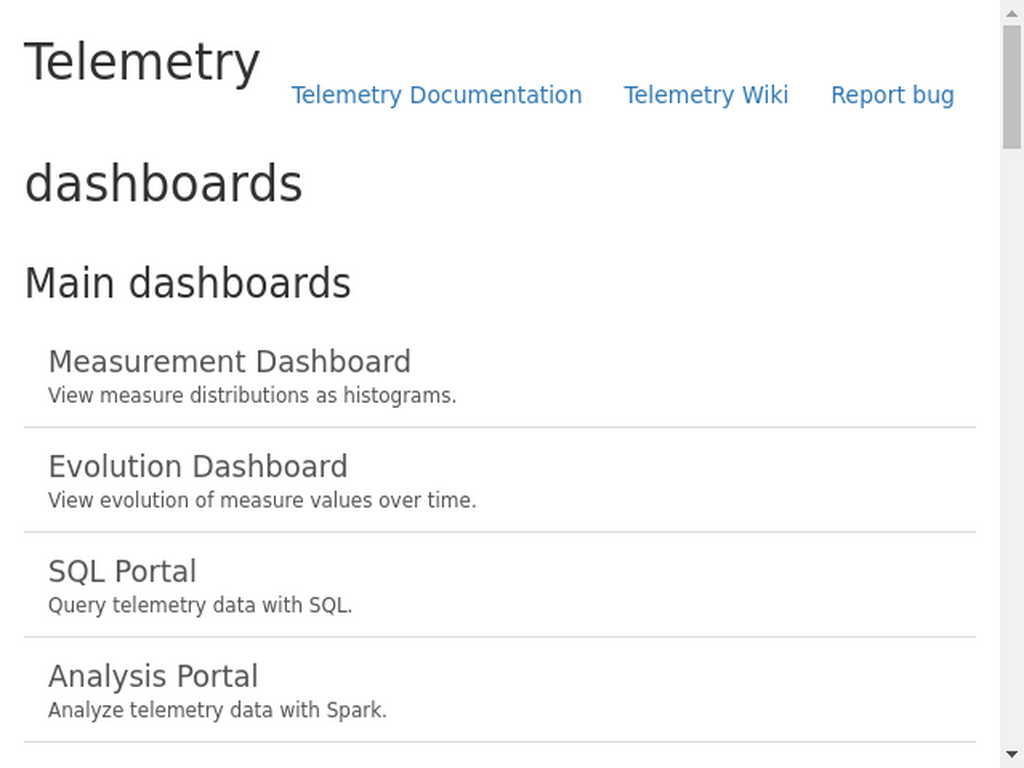 Telemetry
Telemetry Documentation Telemetry Wiki Report bug
dashboards
Main dashboards
Measurement Dashboard
View measure distributions as histograms.
Evolution Dashboard
View evolution of measure values over time.
SQL Portal
Query telemetry data with SQL.
Analysis Portal
Analyze telemetry data with Spark.